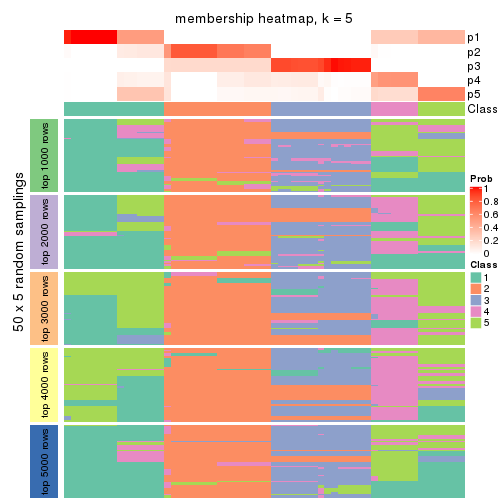 membership heatmap, k = 5
p1
p2
p3
p4
p5
Class
50 x 5 random samplings
top 1000 rows
top 2000 rows
top 3000 rows
top 4000 rows
top 5000 rows
Prob
1
0.8
0.6
0.4
0.2
0
Class
1
2
3
4
5